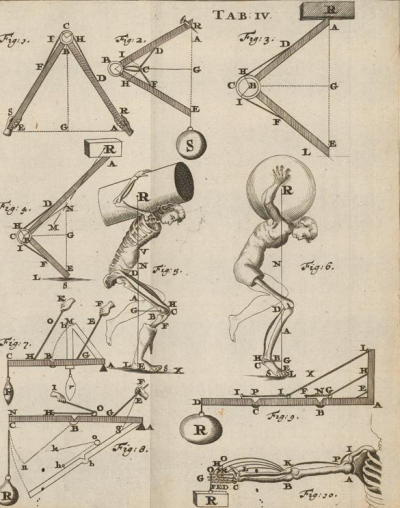 TAB: IV.
Fig: 1.
C
I H
B
F D
S R
E G A
Fig: 2.
R
A
I D
B C G
H F
E
S
Fig: 3.
R
A
D
H
C B G
I
F
E
L
Fig: 4.
R
A
D N
H M
C G
I
F
L E
S
Fig: 5.
R
V
N
D
A H
G B C
F
L E
S X
Fig: 6.
R
N
I
D
A
H B G
C E
S L X
Fig: 7.
K F
O M E
h
C H B G A
I r
R
Fig: 8.
F
E
N H O G
C B g A
k o
n h b
R
Fig: 9.
L
I
H
I P I F N G E
D C B A
R
Fig: 10.
I
H O K P
L A
G B
F E D C
R